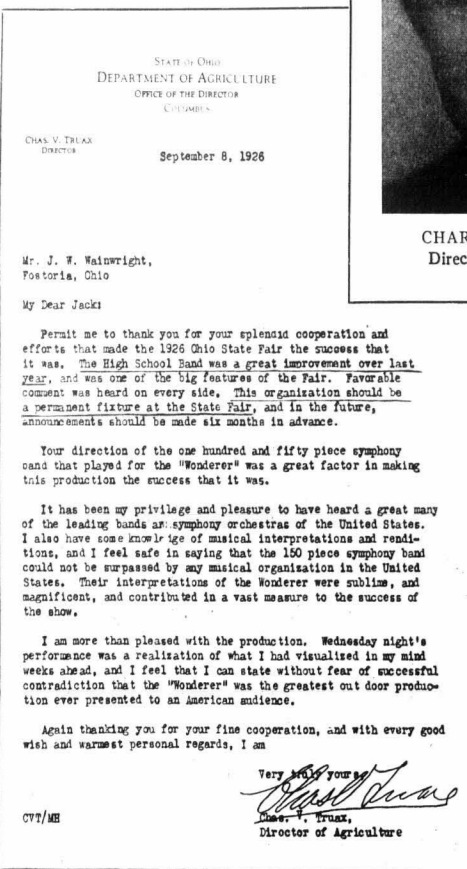 STATE OF OHIO
DEPARTMENT OF AGRICULTURE
OFFICE OF THE DIRECTOR
COLUMBUS
CHAS. V. TRUAX
DIRECTOR
September 8, 1926
CHAR
Direc
Mr. J. W. Wainwright,
Fostoria, Ohio
My Dear Jack:
Permit me to thank you for your splendid cooperation and
efforts that made the 1926 Ohio State Fair the success that
it was. The High School Band was a great improvement over last
year, and was one of the big features of the Fair. Favorable
comment was heard on every side. This organization should be
a permanent fixture at the State Fair, and in the future,
announcements should be made six months in advance.
Your direction of the one hundred and fifty piece symphony
band that played for the "Wonderer" was a great factor in making
this production the success that it was.
It has been my privilege and pleasure to have heard a great many
of the leading bands and symphony orchestras of the United States.
I also have some knowledge of musical interpretations and rendi-
tions, and I feel safe in saying that the 150 piece symphony band
could not be surpassed by any musical organization in the United
States. Their interpretations of the Wonderer were sublime, and
magnificent, and contributed in a vast measure to the success of
the show.
I am more than pleased with the production. Wednesday night's
performance was a realization of what I had visualized in my mind
weeks ahead, and I feel that I can state without fear of successful
contradiction that the "Wonderer" was the greatest out door produc-
tion ever presented to an American audience.
Again thanking you for your fine cooperation, and with every good
wish and warmest personal regards, I am
Very truly yours,
Chas V Truax
Chas. V. Truax,
Director of Agriculture
CVT/MH